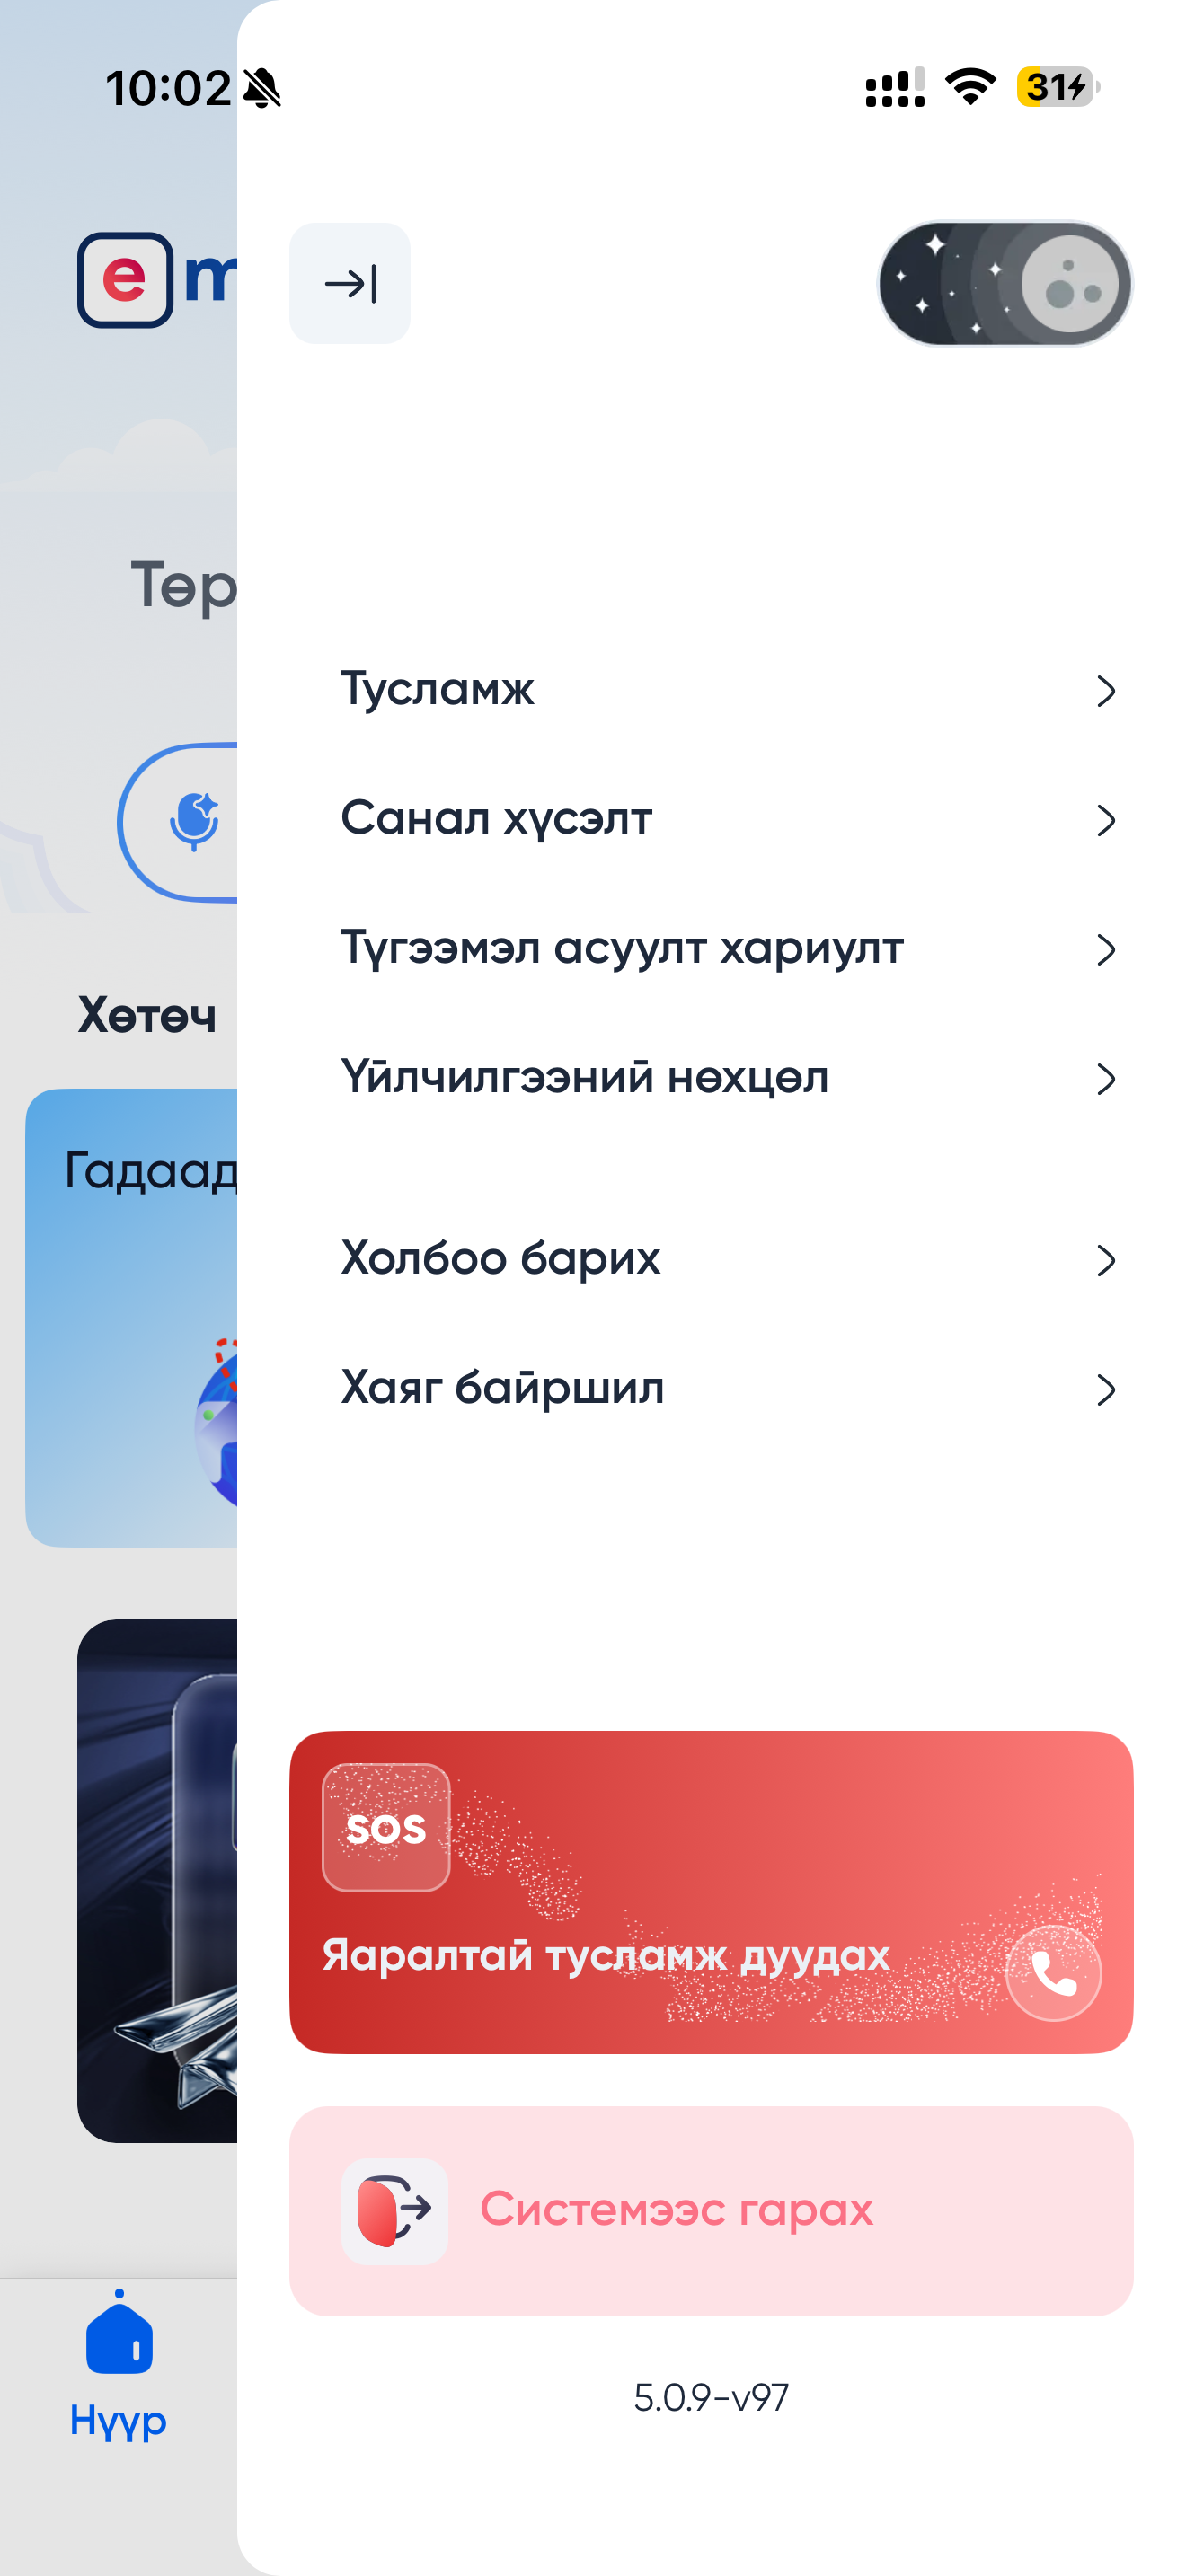 10:02
31
e m
Төр
Тусламж
Санал хүсэлт
Түгээмэл асуулт хариулт
Хөтөч
Үйлчилгээний нөхцөл
Гадаад
Холбоо барих
Хаяг байршил
SOS
Яаралтай тусламж дуудах
Системээс гарах
5.0.9-v97
Нүүр